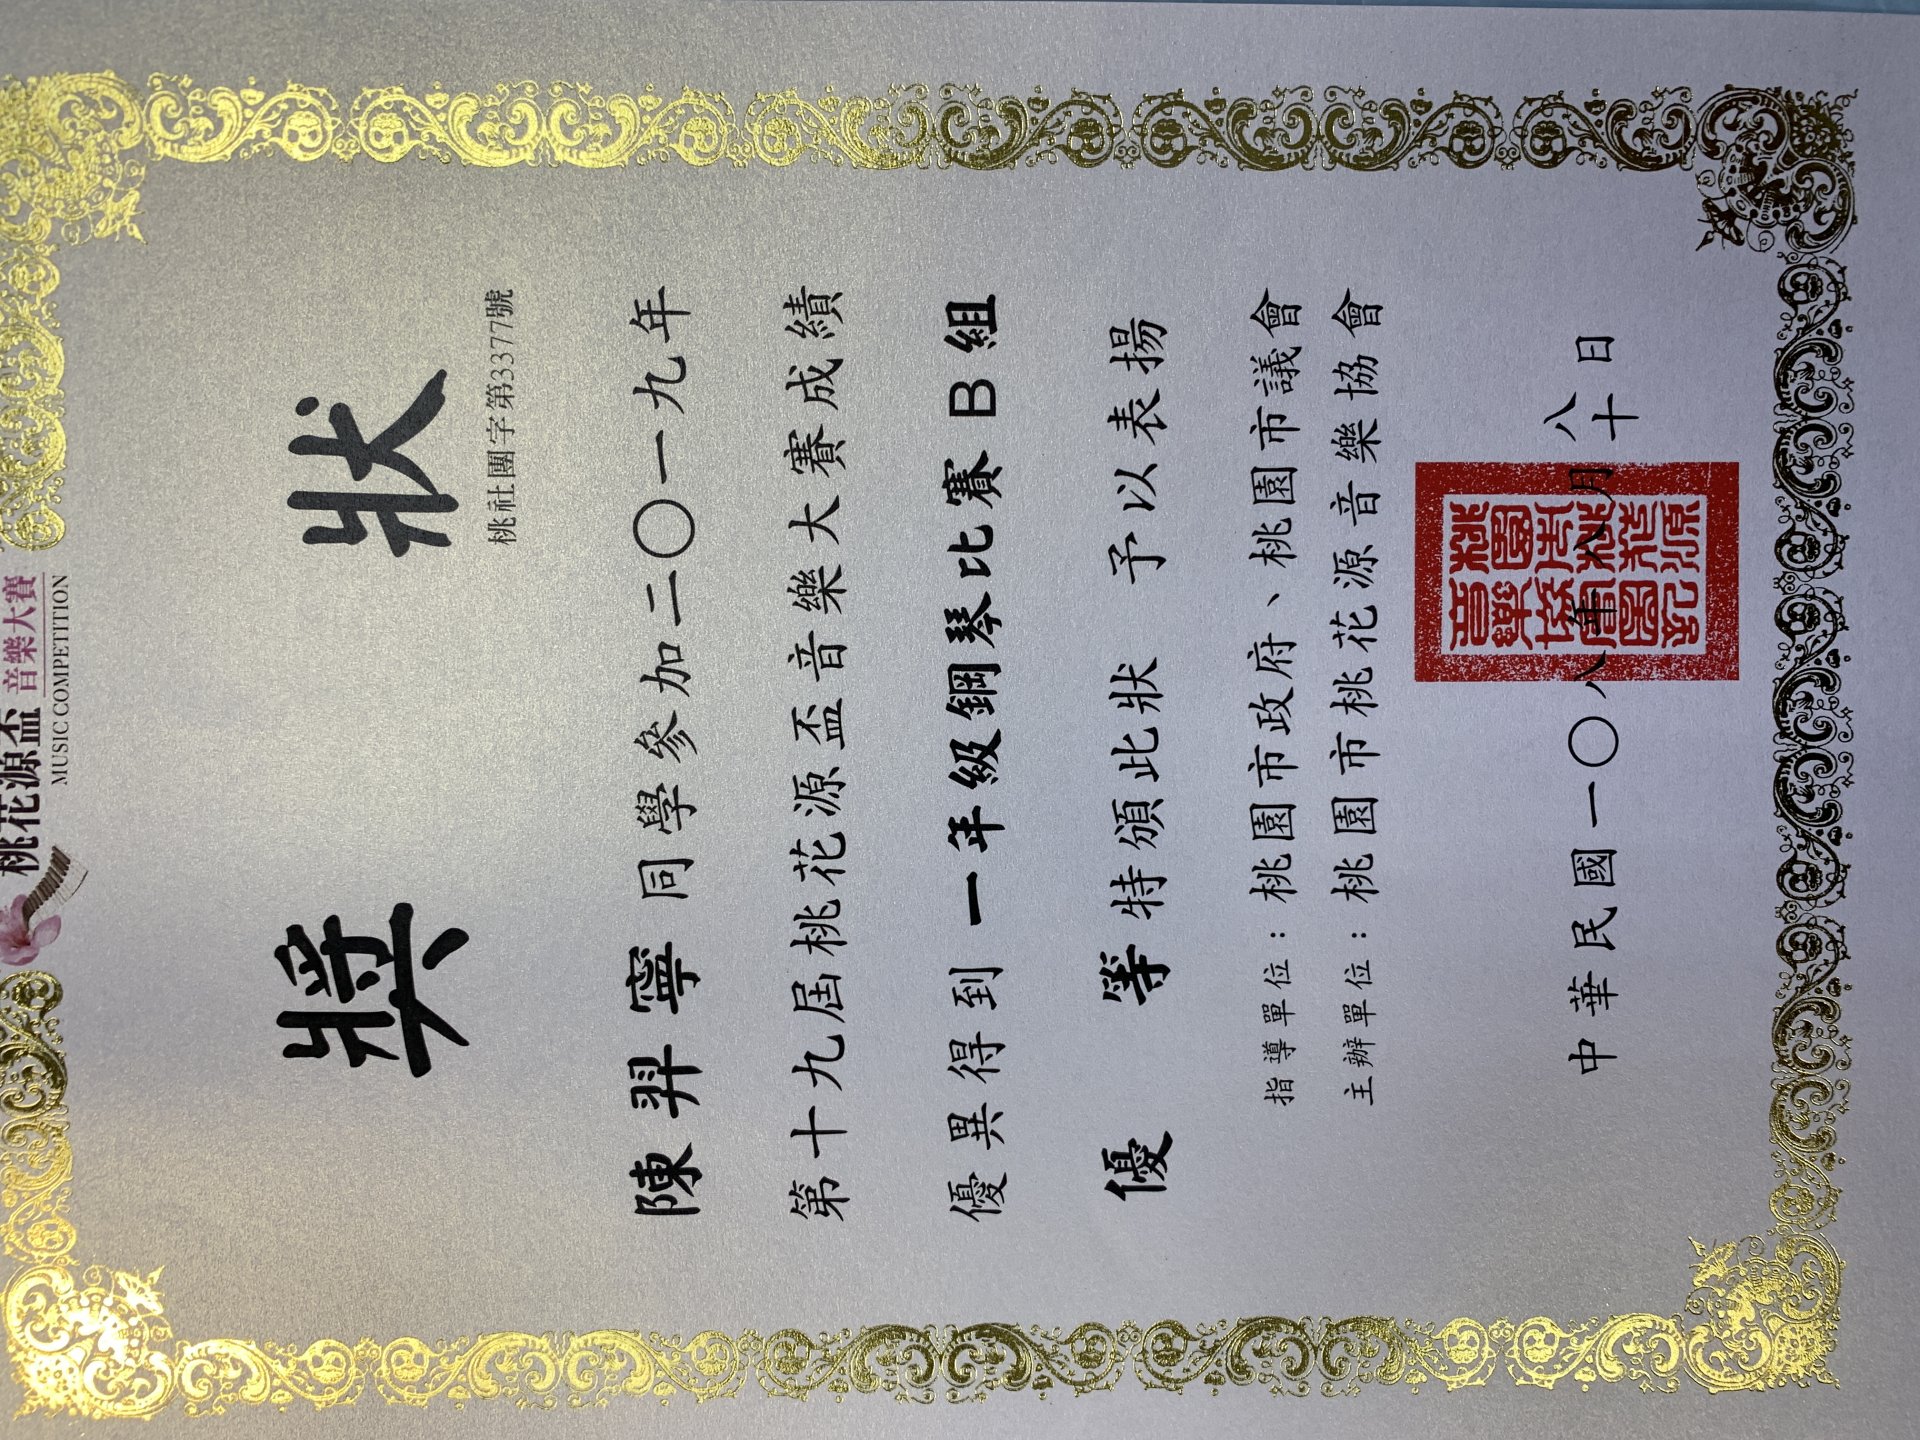 桃花源盃 音樂大賽
MUSIC COMPETITION
獎狀
桃社團字第3377號
陳羿寧同學參加二〇一九年
第十九屆桃花源盃音樂大賽成績
優異得到一年級鋼琴比賽B組
優等特頒此狀 予以表揚
指導單位：桃園市政府、桃園市議會
主辦單位：桃園市桃花源音樂協會
中華民國一〇八年八月十八日